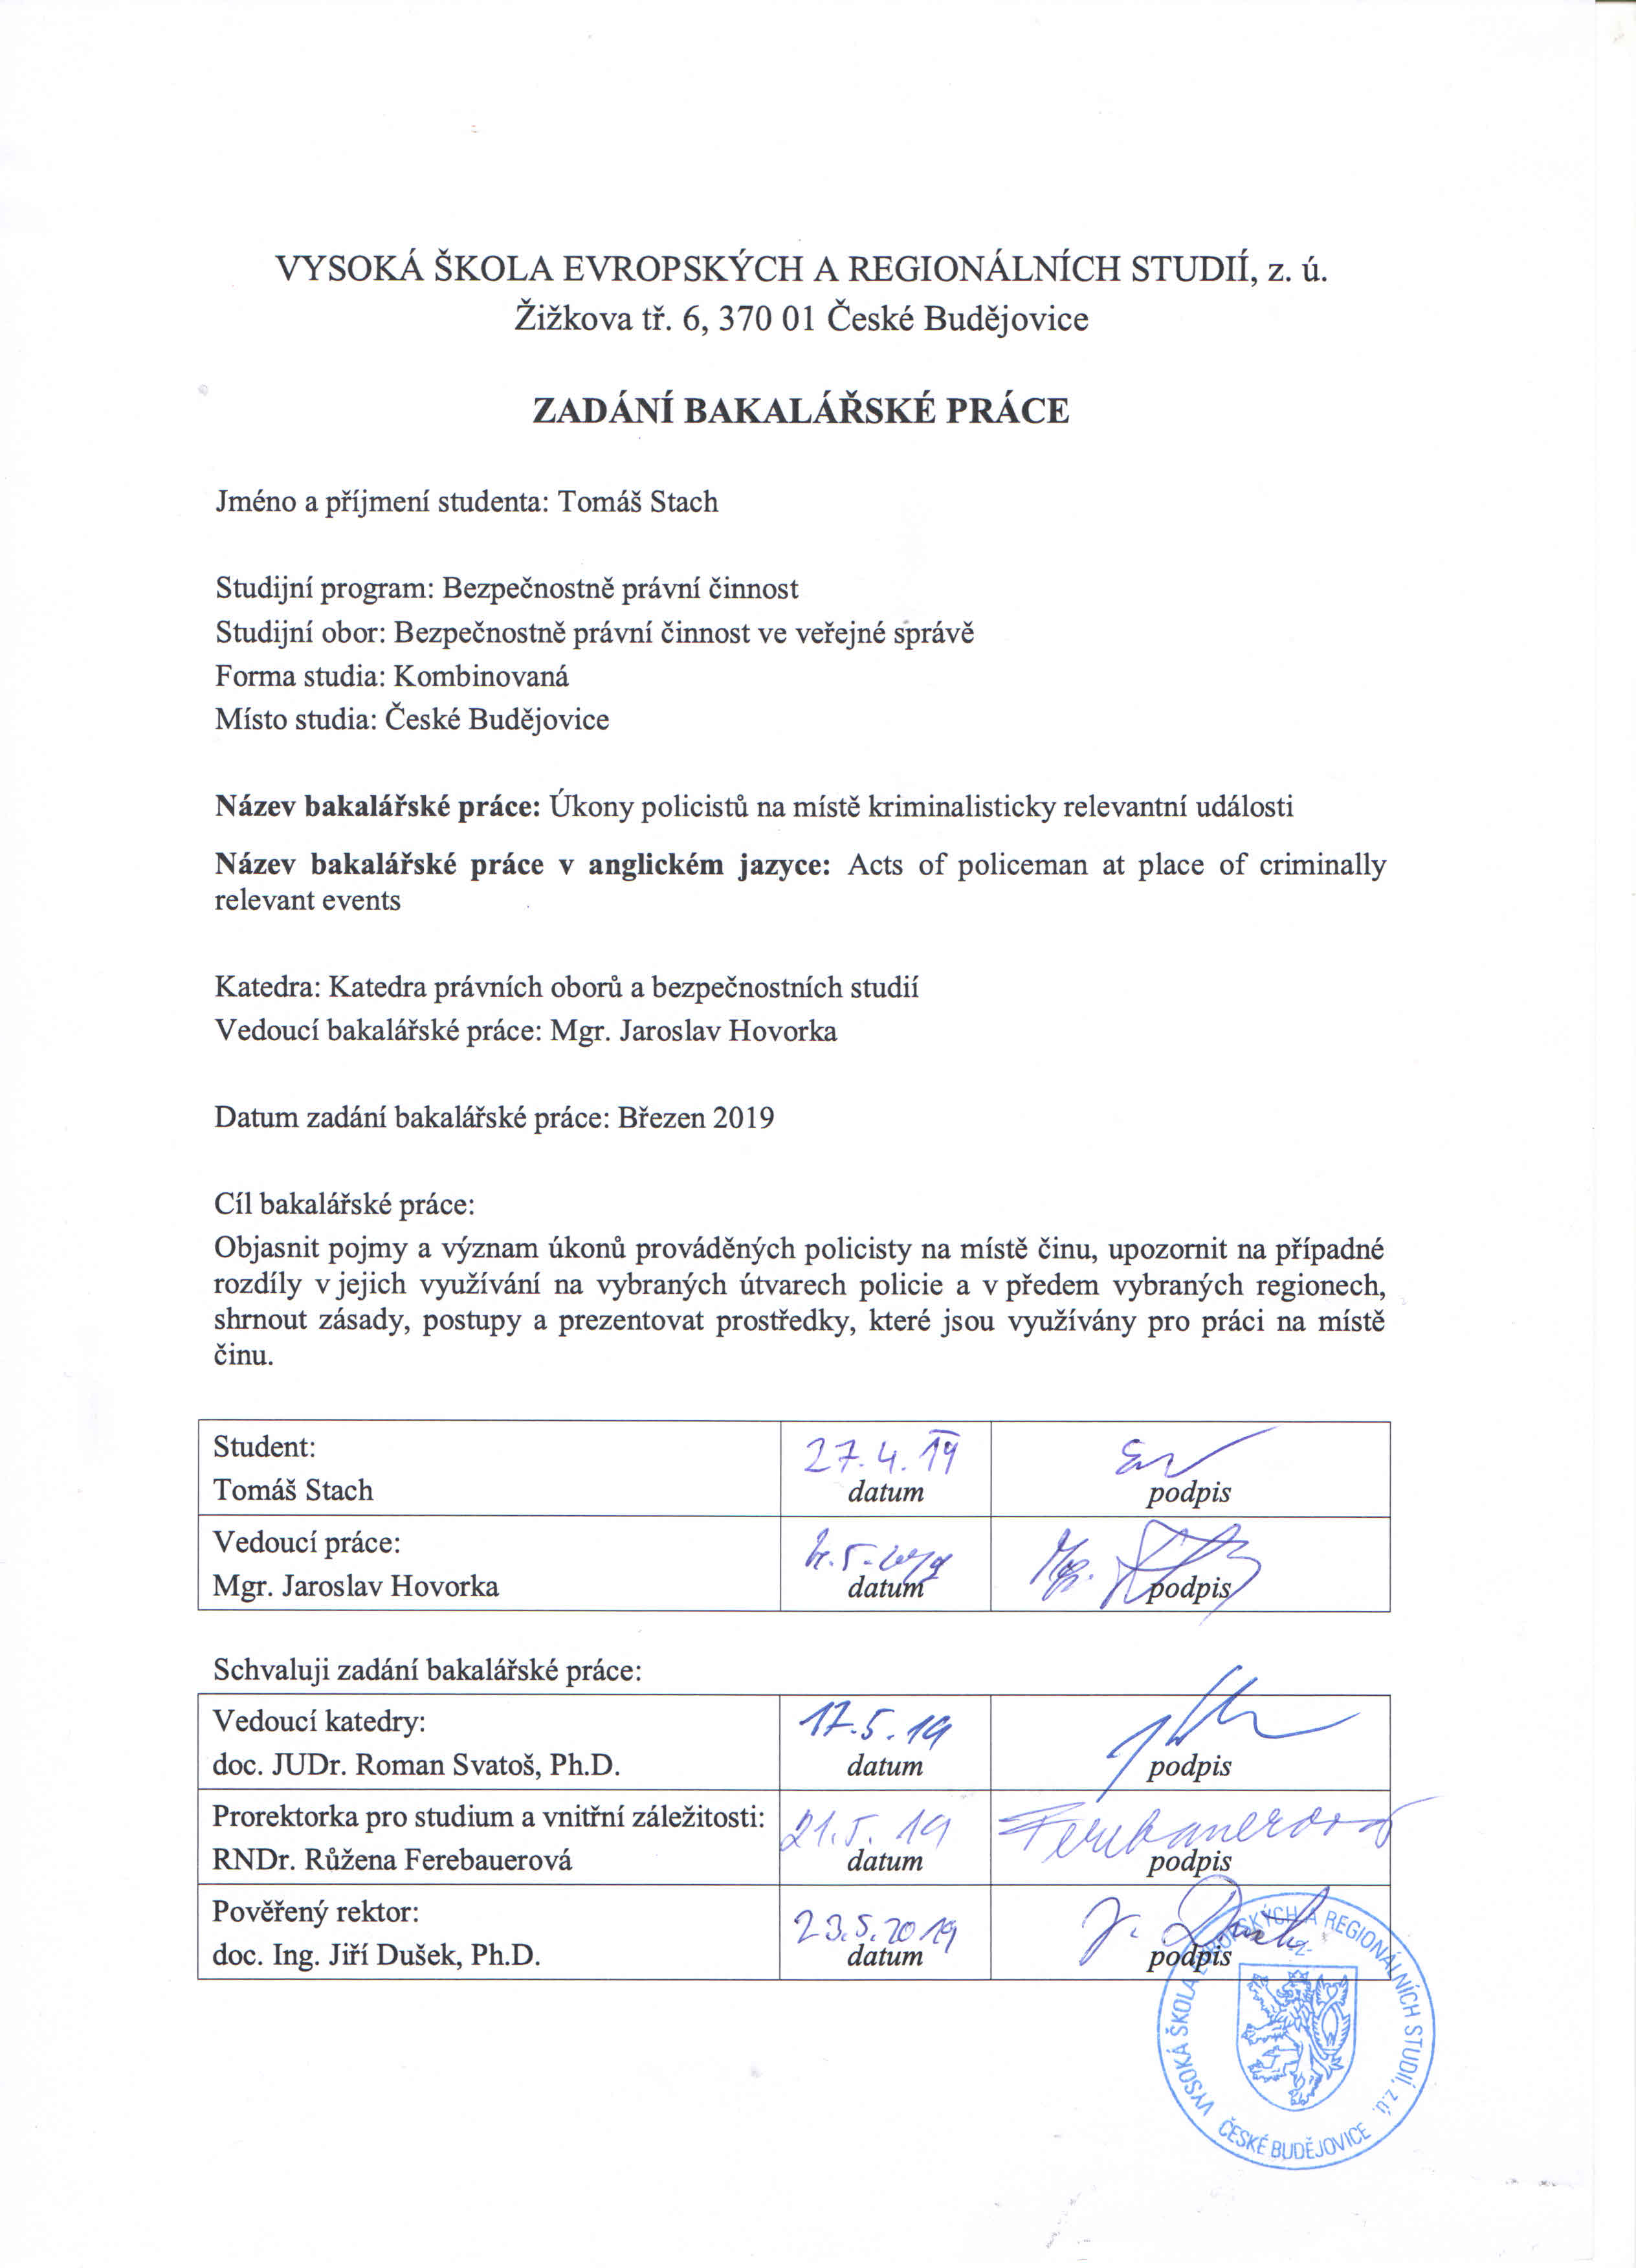 VYSOKÁ ŠKOLA EVROPSKÝCH A REGIONÁLNÍCH STUDIÍ, z. ú.
Žižkova tř. 6, 370 01 České Budějovice
ZADÁNÍ BAKALÁŘSKÉ PRÁCE
Jméno a příjmení studenta: Tomáš Stach
Studijní program: Bezpečnostně právní činnost
Studijní obor: Bezpečnostně právní činnost ve veřejné správě
Forma studia: Kombinovaná
Místo studia: České Budějovice
Název bakalářské práce: Úkony policistů na místě kriminalisticky relevantní události
Název bakalářské práce v anglickém jazyce: Acts of policeman at place of criminally
relevant events
Katedra: Katedra právních oborů a bezpečnostních studií
Vedoucí bakalářské práce: Mgr. Jaroslav Hovorka
Datum zadání bakalářské práce: Březen 2019
Cíl bakalářské práce:
Objasnit pojmy a význam úkonů prováděných policisty na místě činu, upozornit na případné
rozdíly v jejich využívání na vybraných útvarech policie a v předem vybraných regionech,
shrnout zásady, postupy a prezentovat prostředky, které jsou využívány pro práci na místě
činu.
Student: 27.4.19
Tomáš Stach datum podpis
Vedoucí práce: Mgr.
Mgr. Jaroslav Hovorka datum podpis
Schvaluji zadání bakalářské práce:
Vedoucí katedry: 17.5.19
doc. JUDr. Roman Svatoš, Ph.D. datum podpis
Prorektorka pro studium a vnitřní záležitosti: 21.5. 19 Ferebauerová
RNDr. Růžena Ferebauerová datum podpis
Pověřený rektor: 23.5.2019 J. Dušek
doc. Ing. Jiří Dušek, Ph.D. datum podpis
VYSOKÁ ŠKOLA EVROPSKÝCH A REGIONÁLNÍCH STUDIÍ, z.ú.
-2-
ČESKÉ BUDĚJOVICE